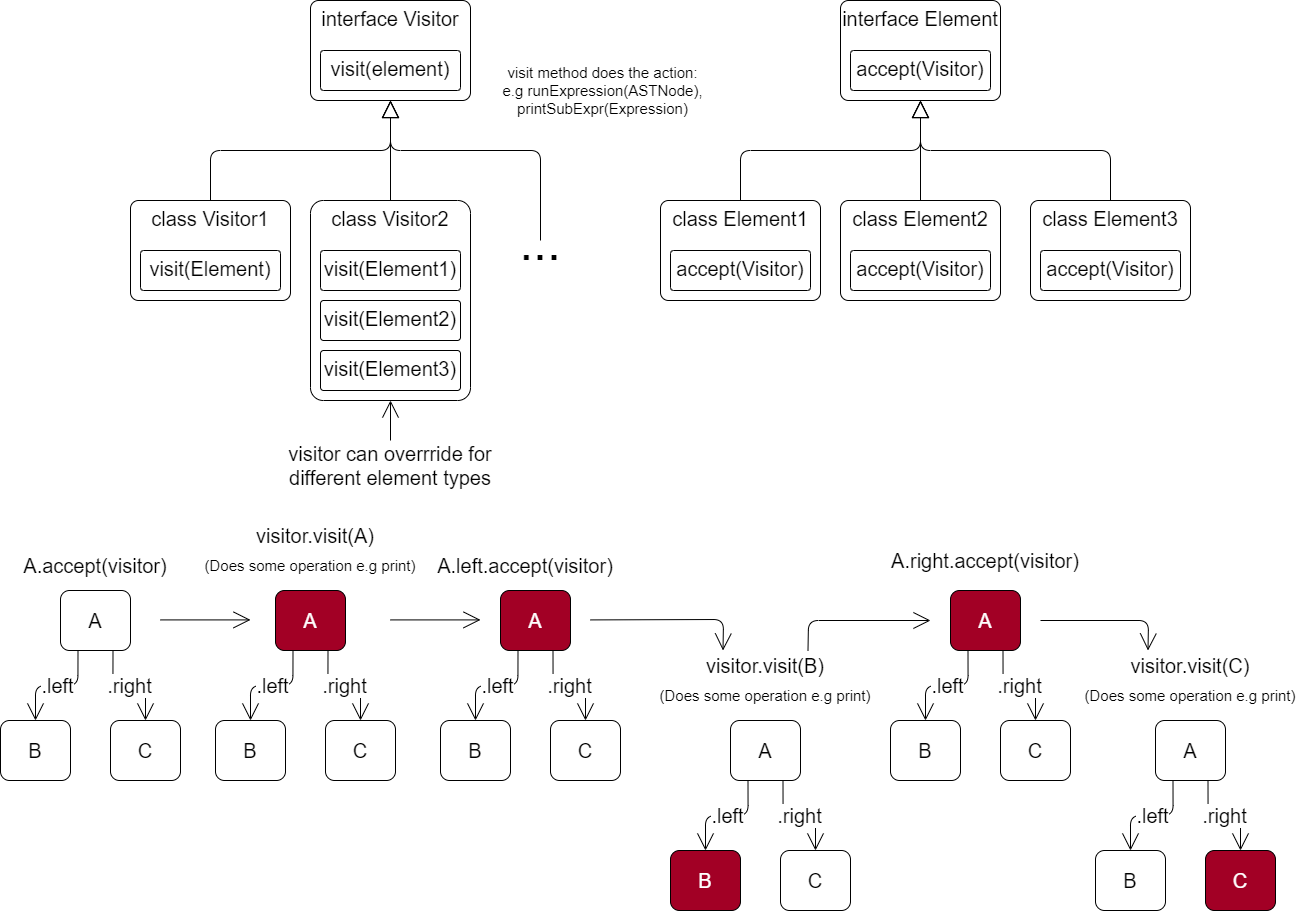 interface Visitor
visit(element)
visit method does the action:
e.g runExpression(ASTNode),
printSubExpr(Expression)
interface Element
accept(Visitor)
class Visitor1
visit(Element)
class Visitor2
visit(Element1)
visit(Element2)
visit(Element3)
...
class Element1
accept(Visitor)
class Element2
accept(Visitor)
class Element3
accept(Visitor)
visitor can overrride for
different element types
A.accept(visitor)
A
.left
.right
B
C
visitor.visit(A)
(Does some operation e.g print)
A
.left
.right
B
C
A.left.accept(visitor)
A
.left
.right
B
C
visitor.visit(B)
(Does some operation e.g print)
A
.left
.right
B
C
A.right.accept(visitor)
A
.left
.right
B
C
visitor.visit(C)
(Does some operation e.g print)
A
.left
.right
B
C